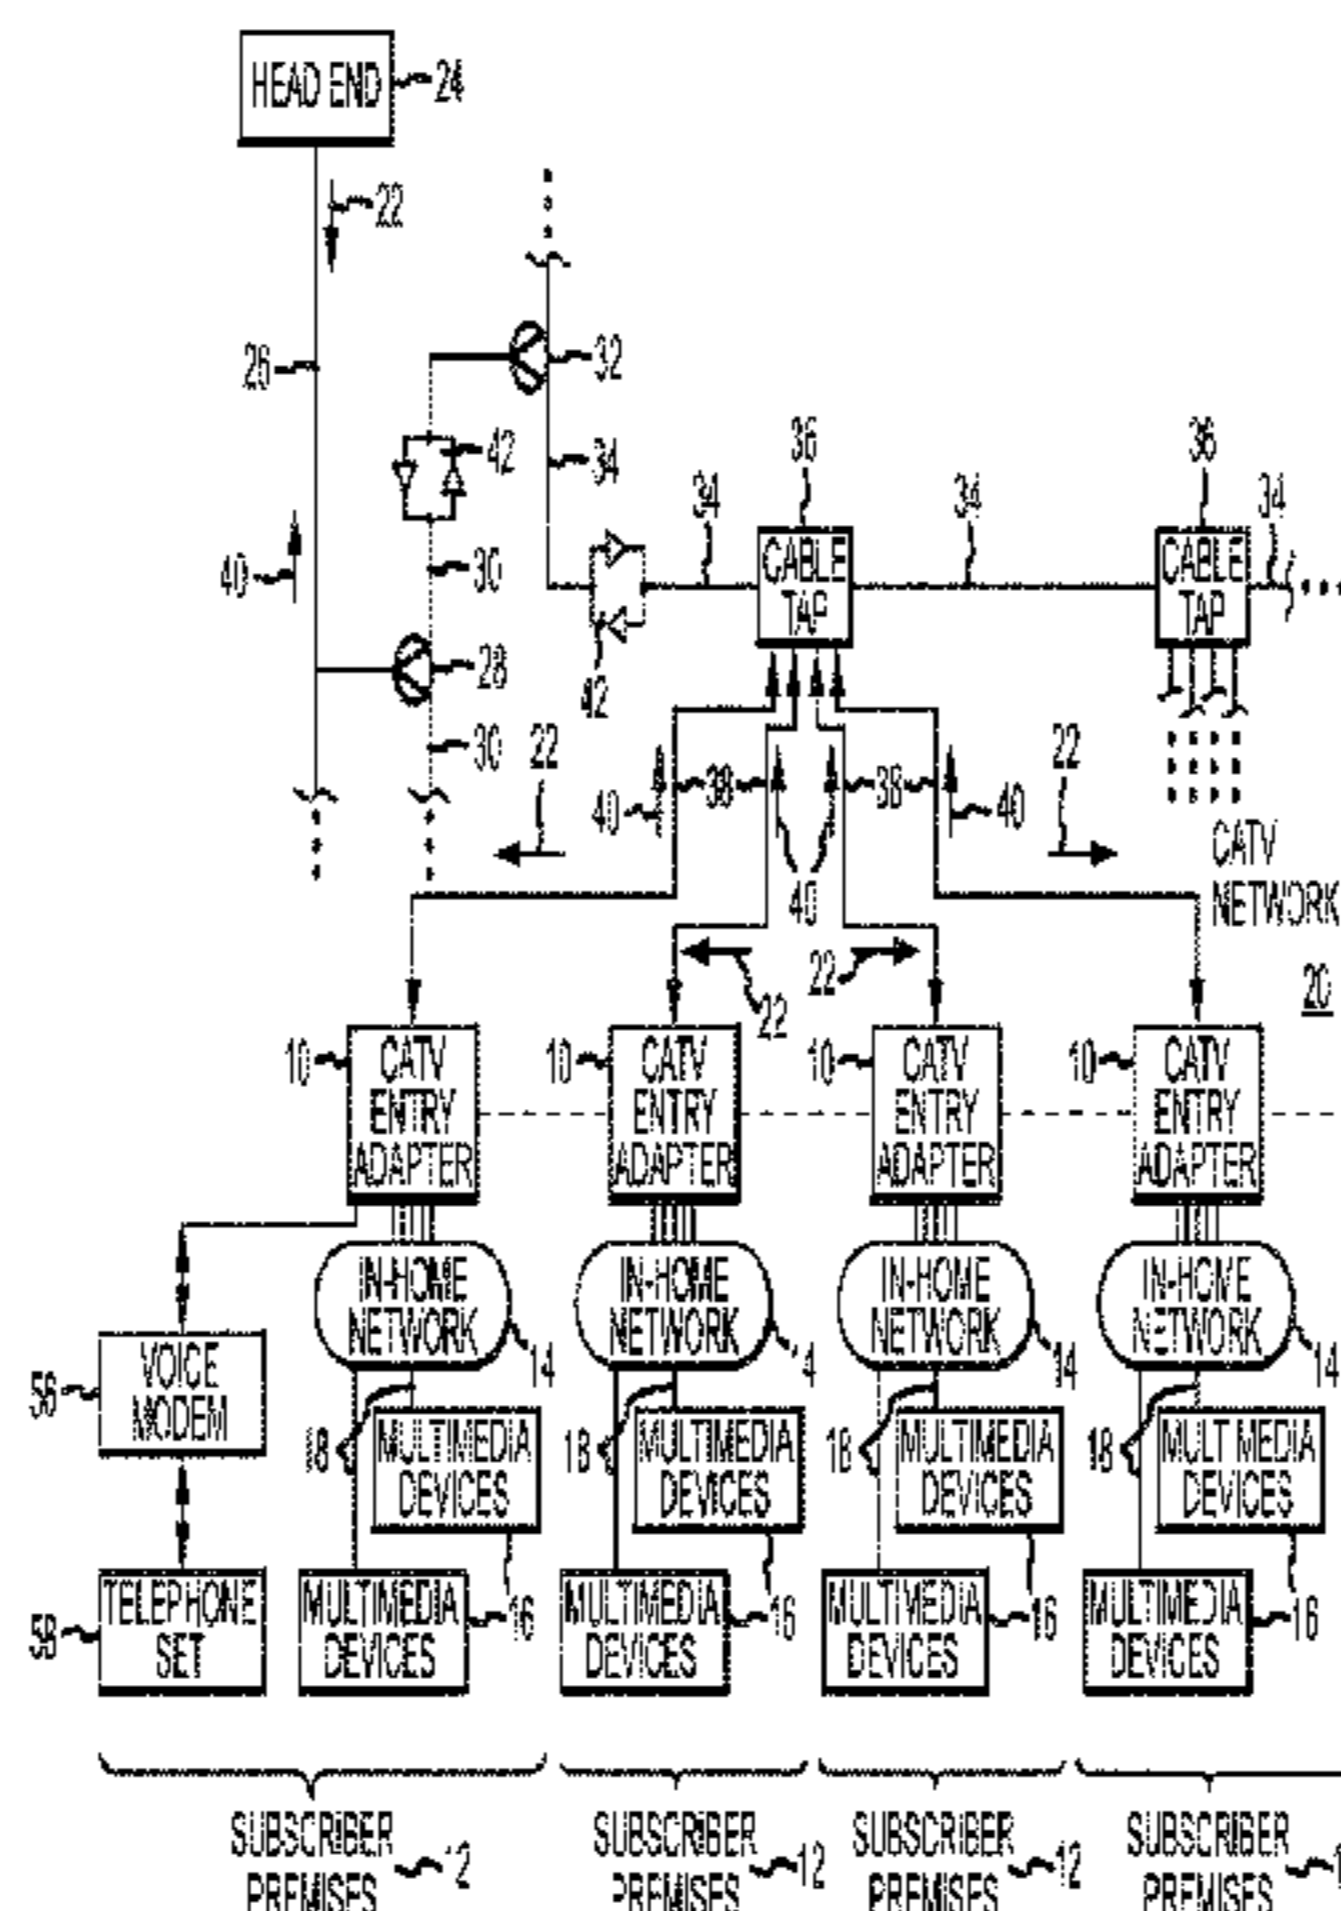 HEAD END
24
22
26
32
42
34
40
30
28
30
42
34
36
CABLE
TAP
34
36
CABLE
TAP
34
22
40
38
40
38
40
22
CATV
NETWORK
20
22
22
10
CATV
ENTRY
ADAPTER
10
CATV
ENTRY
ADAPTER
10
CATV
ENTRY
ADAPTER
10
CATV
ENTRY
ADAPTER
IN-HOME
NETWORK
14
IN-HOME
NETWORK
14
IN-HOME
NETWORK
14
IN-HOME
NETWORK
14
56
VOICE
MODEM
18
MULTIMEDIA
DEVICES
18
MULTIMEDIA
DEVICES
18
MULTIMEDIA
DEVICES
18
MULTIMEDIA
DEVICES
58
TELEPHONE
SET
MULTIMEDIA
DEVICES
16
MULTIMEDIA
DEVICES
16
MULTIMEDIA
DEVICES
16
MULTIMEDIA
DEVICES
16
SUBSCRIBER
PREMISES
12
SUBSCRIBER
PREMISES
12
SUBSCRIBER
PREMISES
12
SUBSCRIBER
PREMISES